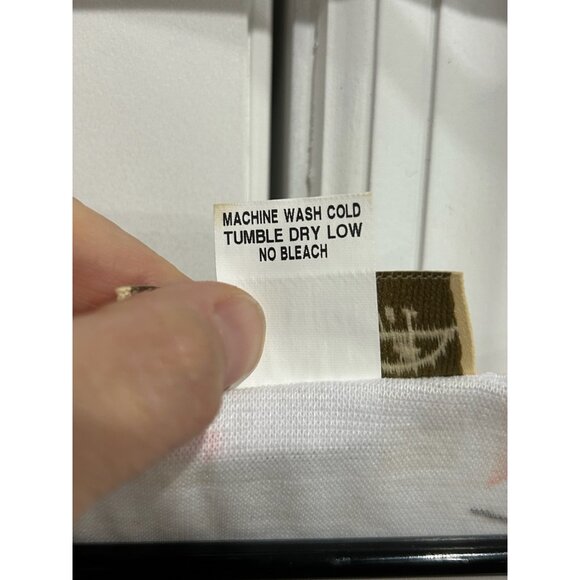 MACHINE WASH COLD
TUMBLE DRY LOW
NO BLEACH